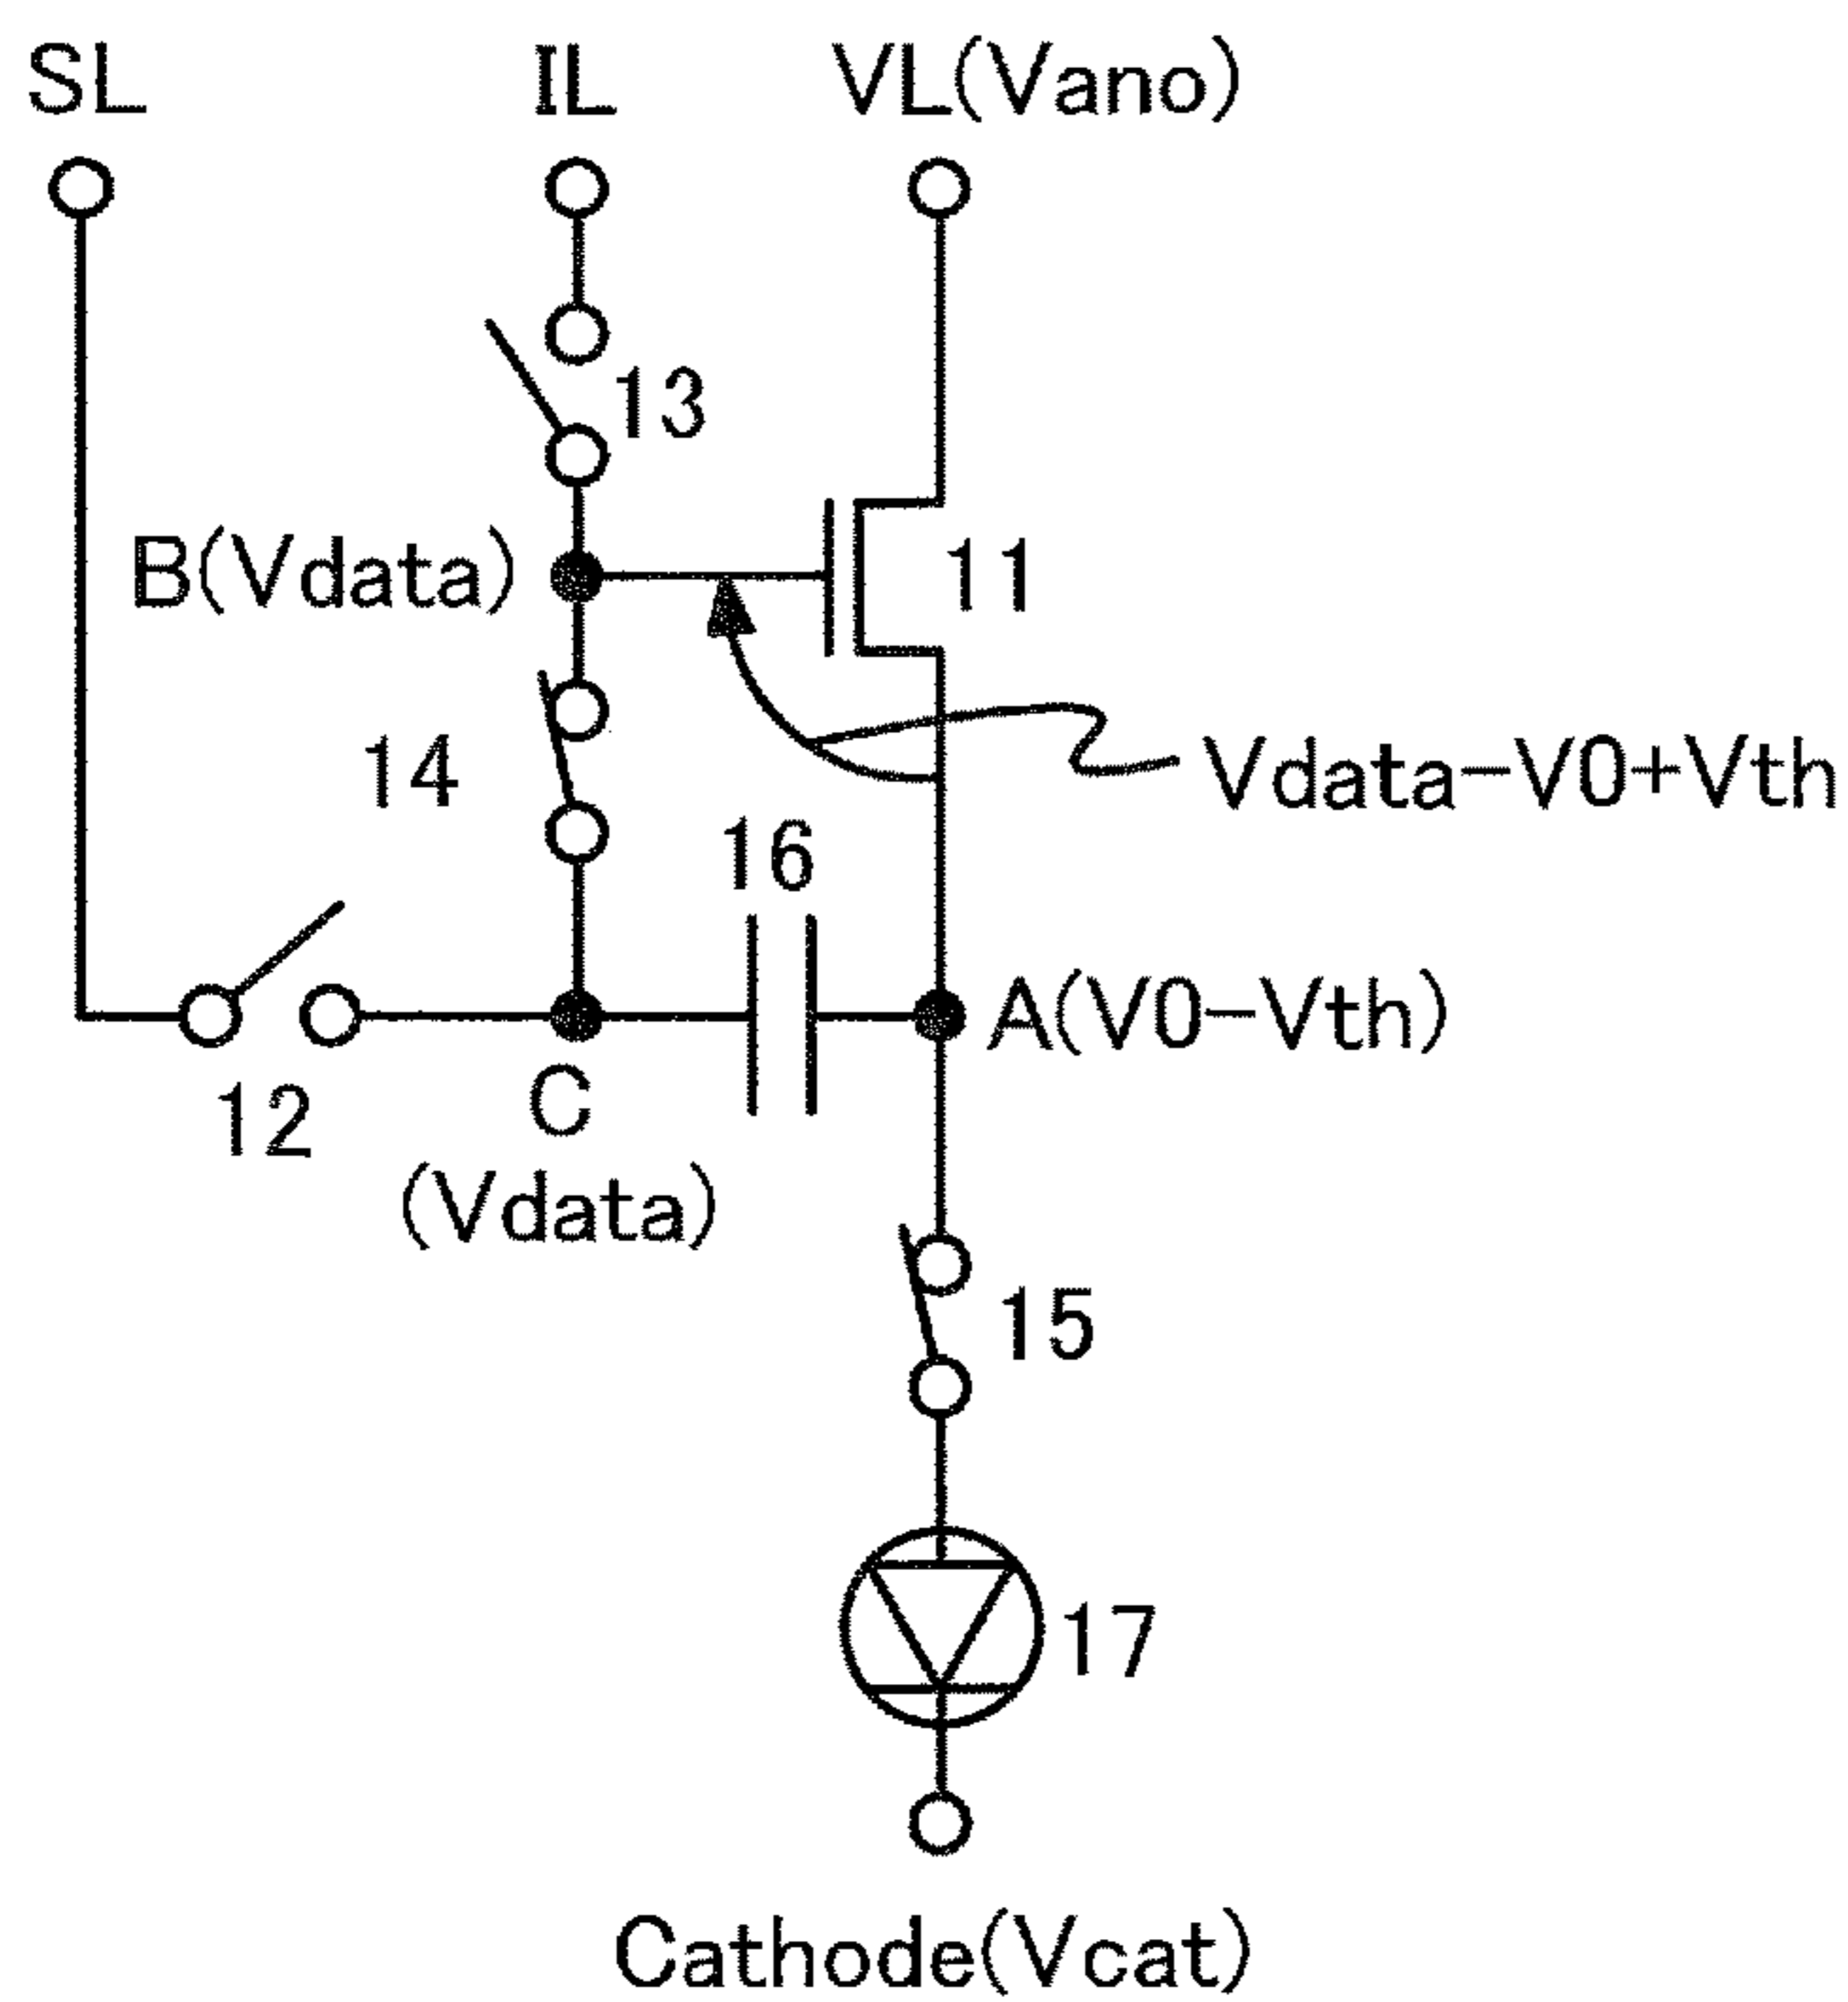 SL
IL
VL(Vano)
13
B(Vdata)
11
14
Vdata-V0+Vth
16
A(V0-Vth)
12
C
(Vdata)
15
17
Cathode(Vcat)